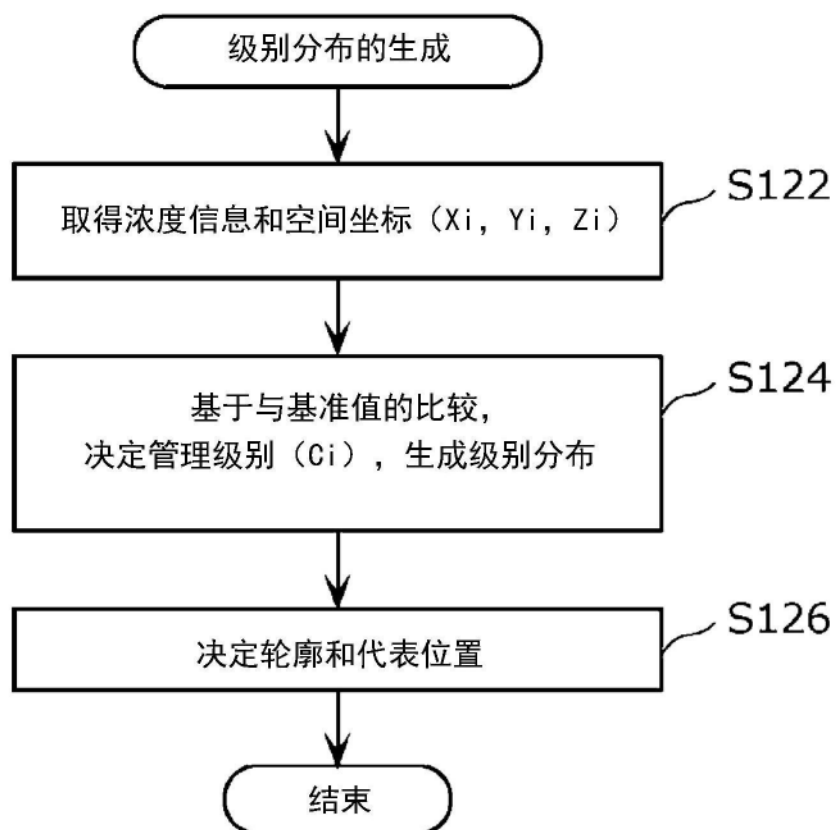 级别分布的生成
取得浓度信息和空间坐标（Xi，Yi，Zi）
S122
基于与基准值的比较，
决定管理级别（Ci），生成级别分布
S124
决定轮廓和代表位置
S126
结束